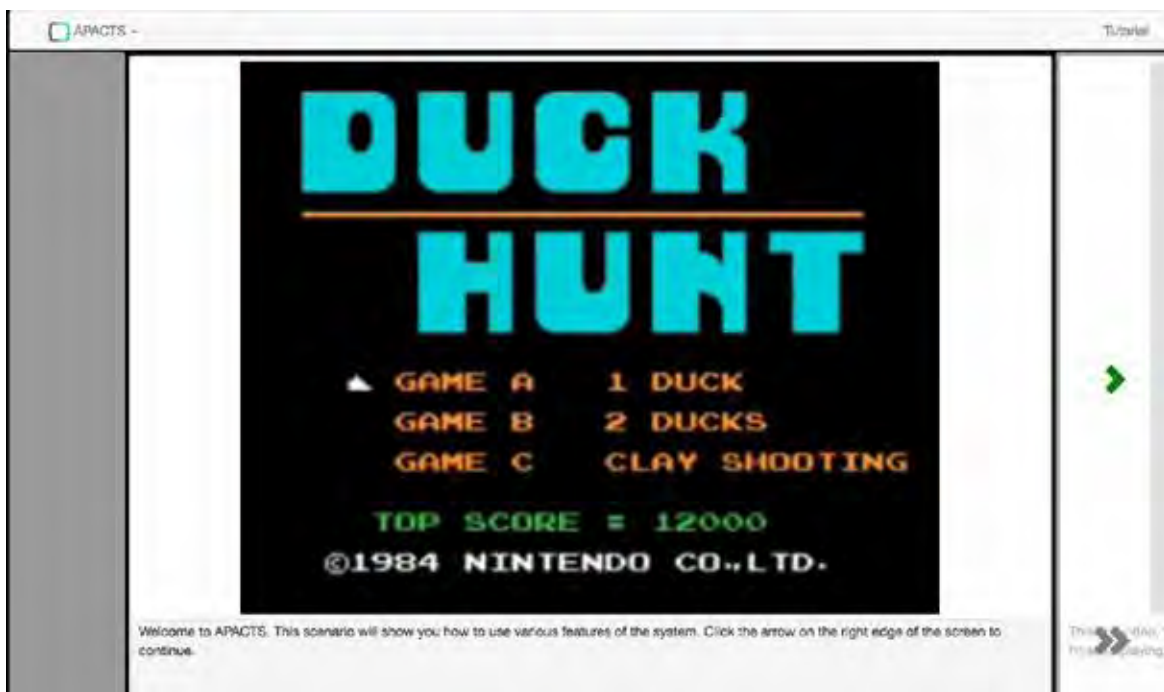 APACTS -
Tutorial
DUCK
HUNT
GAME A 1 DUCK
GAME B 2 DUCKS
GAME C CLAY SHOOTING
TOP SCORE = 12000
©1984 NINTENDO CO.,LTD.
Welcome to APACTS. This scenario will show you how to use various features of the system. Click the arrow on the right edge of the screen to
continue.